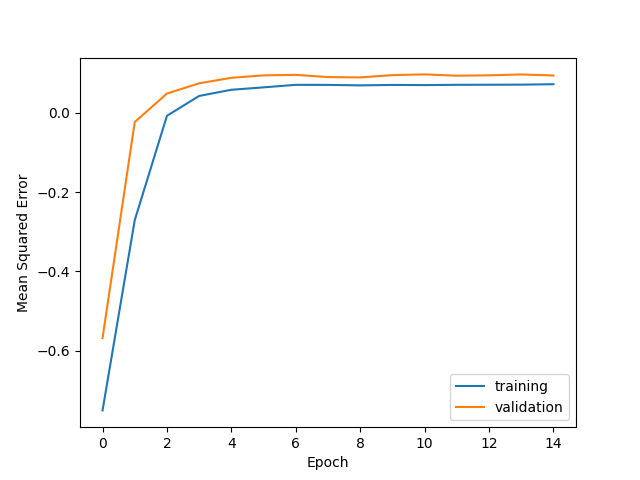 0.0
−0.2
−0.4
−0.6
Mean Squared Error
training
validation
0 2 4 6 8 10 12 14
Epoch